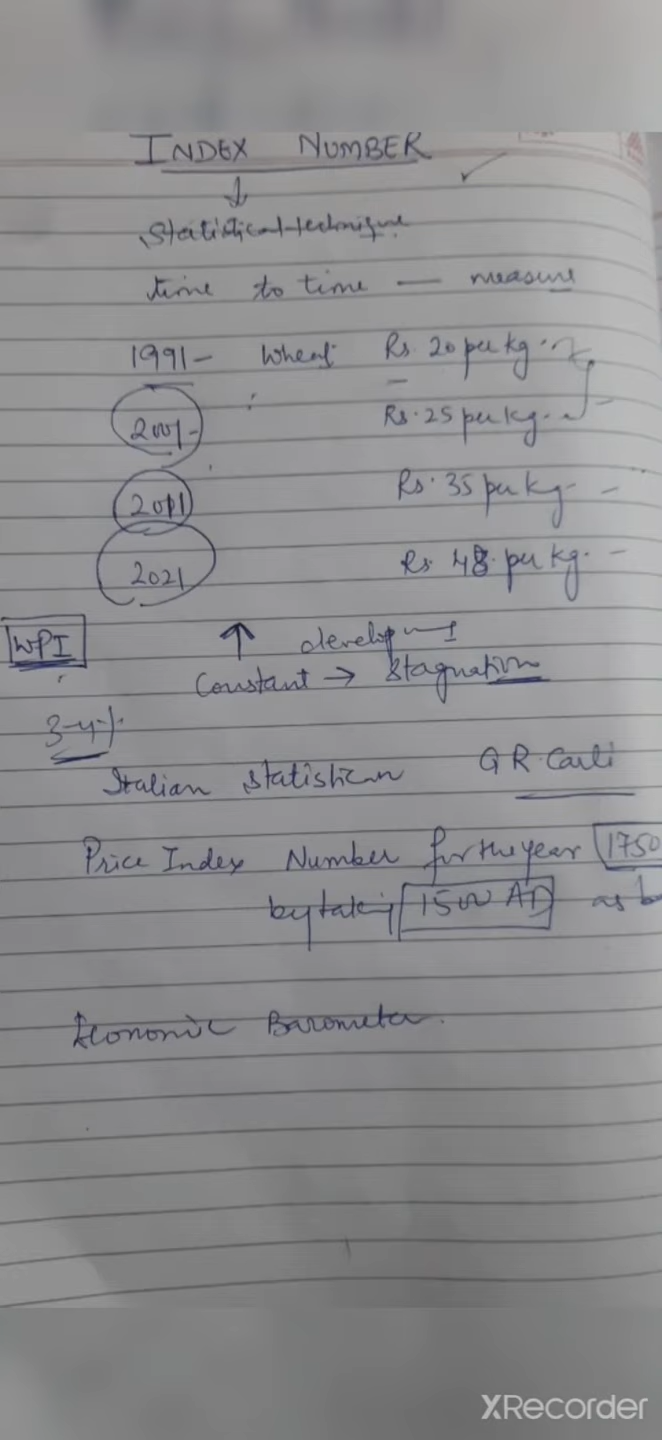 INDEX NUMBER
↓
Statistical technique
time to time — measure
1991 - Wheat Rs. 20 per kg.
2001 - Rs. 25 per kg.
2011 Rs. 35 per kg -
2021 Rs. 48 per kg. -
WPI ↑ development
Constant → Stagnation
3-4%
Italian statistican G R. Carli
Price Index Number for the year 1750
by taking 1500 AD as b
Economic Barometer.
XRecorder